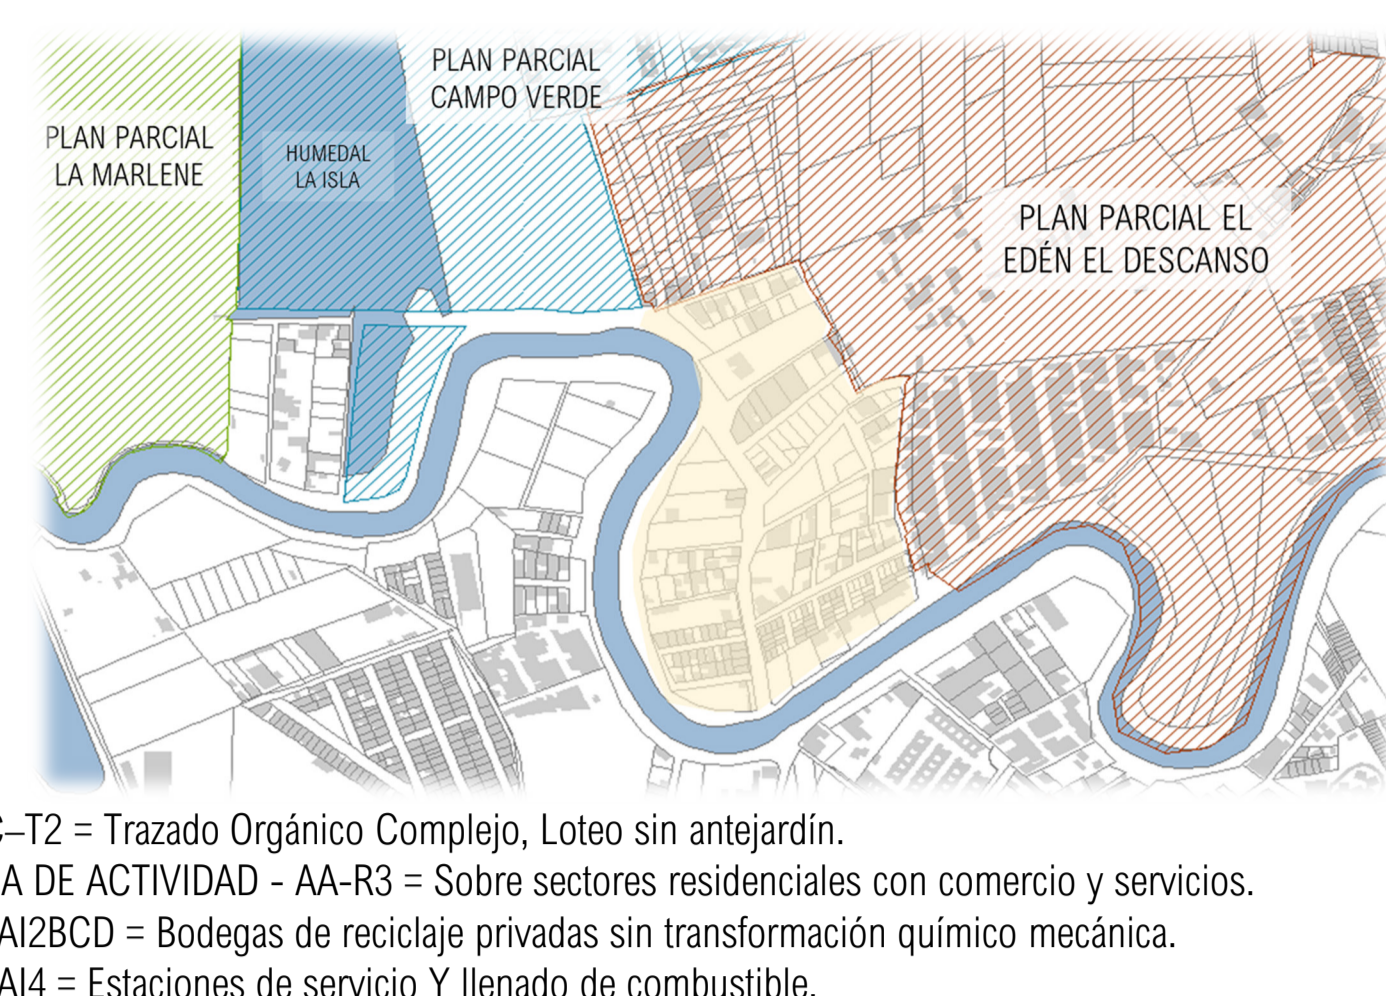 PLAN PARCIAL
CAMPO VERDE
PLAN PARCIAL
LA MARLENE
HUMEDAL
LA ISLA
PLAN PARCIAL EL
EDÉN EL DESCANSO
–T2 = Trazado Orgánico Complejo, Loteo sin antejardín.
A DE ACTIVIDAD - AA-R3 = Sobre sectores residenciales con comercio y servicios.
AI2BCD = Bodegas de reciclaje privadas sin transformación químico mecánica.
AI4 = Estaciones de servicio Y llenado de combustible.